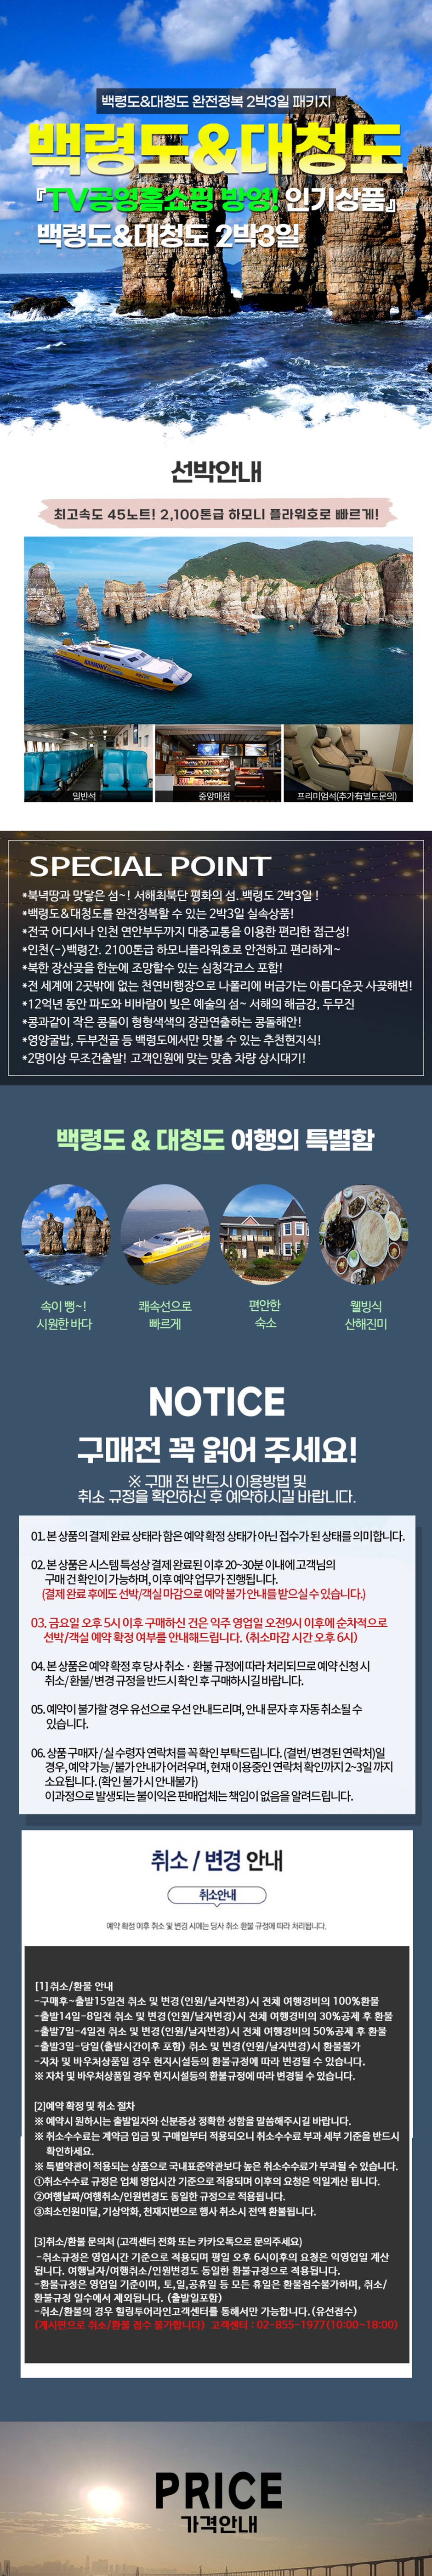 백령도&대청도 완전정복 2박3일 패키지
백령도&대청도
『TV공영홈쇼핑 방영! 인기상품』
백령도&대청도 2박3일
선박안내
최고속도 45노트! 2,100톤급 하모니 플라워호로 빠르게!
HARMONY
일반석
중앙매점
프리미엄석(추가有별도문의)
SPECIAL POINT
*북녘땅과 맞닿은 섬~! 서해최북단 평화의 섬. 백령도 2박3일 !
*백령도&대청도를 완전정복할 수 있는 2박3일 실속상품!
*전국 어디서나 인천 연안부두까지 대중교통을 이용한 편리한 접근성!
*인천<->백령간. 2100톤급 하모니플라워호로 안전하고 편리하게~
*북한 장산곶을 한눈에 조망할수 있는 심청각코스 포함!
*전 세계에 2곳밖에 없는 천연비행장으로 나폴리에 버금가는 아름다운곳 사곶해변!
*12억년 동안 파도와 비바람이 빚은 예술의 섬~ 서해의 해금강, 두무진
*콩과같이 작은 콩돌이 형형색색의 장관연출하는 콩돌해안!
*영양굴밥, 두부전골 등 백령도에서만 맛볼 수 있는 추천현지식!
*2명이상 무조건출발! 고객인원에 맞는 맞춤 차량 상시대기!
백령도 & 대청도 여행의 특별함
속이 뻥~! 쾌속선으로 편안한 웰빙식
시원한 바다 빠르게 숙소 산해진미
NOTICE
구매전 꼭 읽어 주세요!
※ 구매 전 반드시 이용방법 및
취소 규정을 확인하신 후 예약하시길 바랍니다.
01. 본 상품의 결제 완료 상태라 함은 예약 확정 상태가 아닌 접수가 된 상태를 의미합니다.
02. 본 상품은 시스템 특성상 결제 완료된 이후 20~30분 이내에 고객님의
구매 건 확인이 가능하며, 이후 예약 업무가 진행됩니다.
(결제 완료 후에도 선박/객실 마감으로 예약 불가 안내를 받으실 수 있습니다.)
03. 금요일 오후 5시 이후 구매하신 건은 익주 영업일 오전9시 이후에 순차적으로
선박/객실 예약 확정 여부를 안내해드립니다. (취소마감 시간 오후 6시)
04. 본 상품은 예약 확정 후 당사 취소 · 환불 규정에 따라 처리되므로 예약 신청 시
취소/환불/변경 규정을 반드시 확인 후 구매하시길 바랍니다.
05. 예약이 불가할 경우 유선으로 우선 안내드리며, 안내 문자 후 자동 취소될 수
있습니다.
06. 상품 구매자 / 실 수령자 연락처를 꼭 확인 부탁드립니다. (결번/변경된 연락처)일
경우, 예약 가능/불가 안내가 어려우며, 현재 이용중인 연락처 확인까지 2~3일 까지
소요됩니다. (확인 불가 시 안내불가)
이과정으로 발생되는 불이익은 판매업체는 책임이 없음을 알려드립니다.
취소 / 변경 안내
취소안내
예약 확정 이후 취소 및 변경 시에는 당사 취소 환불 규정에 따라 처리됩니다.
[1]취소/환불 안내
-구매후~출발15일전 취소 및 변경(인원/날자변경)시 전체 여행경비의 100%환불
-출발14일-8일전 취소 및 변경(인원/날자변경)시 전체 여행경비의 30%공제 후 환불
-출발7일-4일전 취소 및 변경(인원/날자변경)시 전체 여행경비의 50%공제 후 환불
-출발3일-당일(출발시간이후 포함) 취소 및 변경(인원/날자변경)시 환불불가
-자차 및 바우처상품일 경우 현지시설등의 환불규정에 따라 변경될 수 있습니다.
※ 자차 및 바우처상품일 경우 현지시설등의 환불규정에 따라 변경될 수 있습니다.
[2]예약 확정 및 취소 절차
※ 예약시 원하시는 출발일자와 신분증상 정확한 성함을 말씀해주시길 바랍니다.
※ 취소수수료는 계약금 입금 및 구매일부터 적용되오니 취소수수료 부과 세부 기준을 반드시
확인하세요.
※ 특별약관이 적용되는 상품으로 국내표준약관보다 높은 취소수수료가 부과될 수 있습니다.
①취소수수료 규정은 업체 영업시간 기준으로 적용되며 이후의 요청은 익일계산 됩니다.
②여행날짜/여행취소/인원변경도 동일한 규정으로 적용됩니다.
③최소인원미달, 기상악화, 천재지변으로 행사 취소시 전액 환불됩니다.
[3]취소/환불 문의처 (고객센터 전화 또는 카카오톡으로 문의주세요)
-취소규정은 영업시간 기준으로 적용되며 평일 오후 6시이후의 요청은 익영업일 계산
됩니다. 여행날자/여행취소/인원변경도 동일한 환불규정으로 적용됩니다.
-환불규정은 영업일 기준이며, 토,일,공휴일 등 모든 휴일은 환불접수불가하며, 취소/
환불규정 일수에서 제외됩니다. (출발일포함)
-취소/환불의 경우 힐링투어라인고객센터를 통해서만 가능합니다.(유선접수)
(게시판으로 취소/환불 접수 불가합니다) 고객센터 : 02-855-1977(10:00~18:00)
PRICE
가격안내